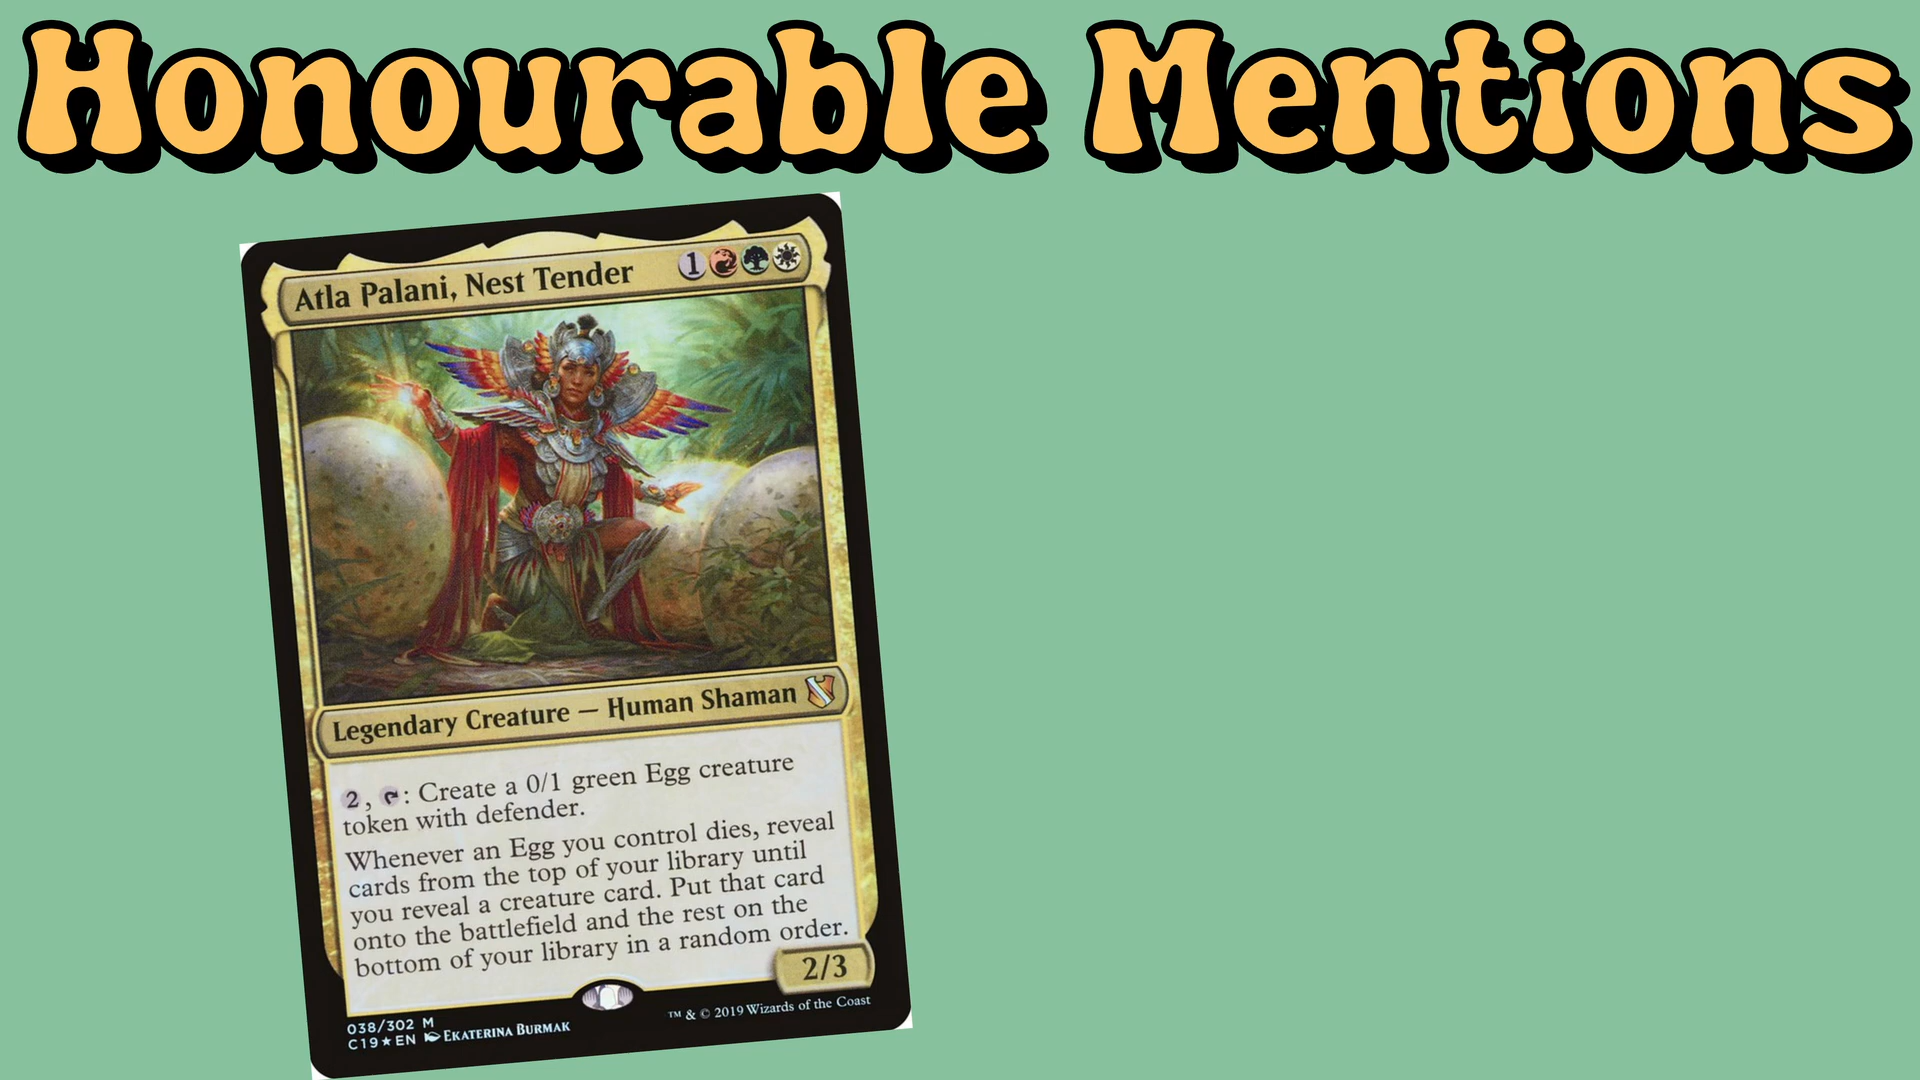 Honourable Mentions
Atla Palani, Nest Tender 1
Legendary Creature — Human Shaman
2, : Create a 0/1 green Egg creature
token with defender.
Whenever an Egg you control dies, reveal
cards from the top of your library until
you reveal a creature card. Put that card
onto the battlefield and the rest on the
bottom of your library in a random order.
2/3
038/302 M
C19★EN EKATERINA BURMAK
™ & © 2019 Wizards of the Coast